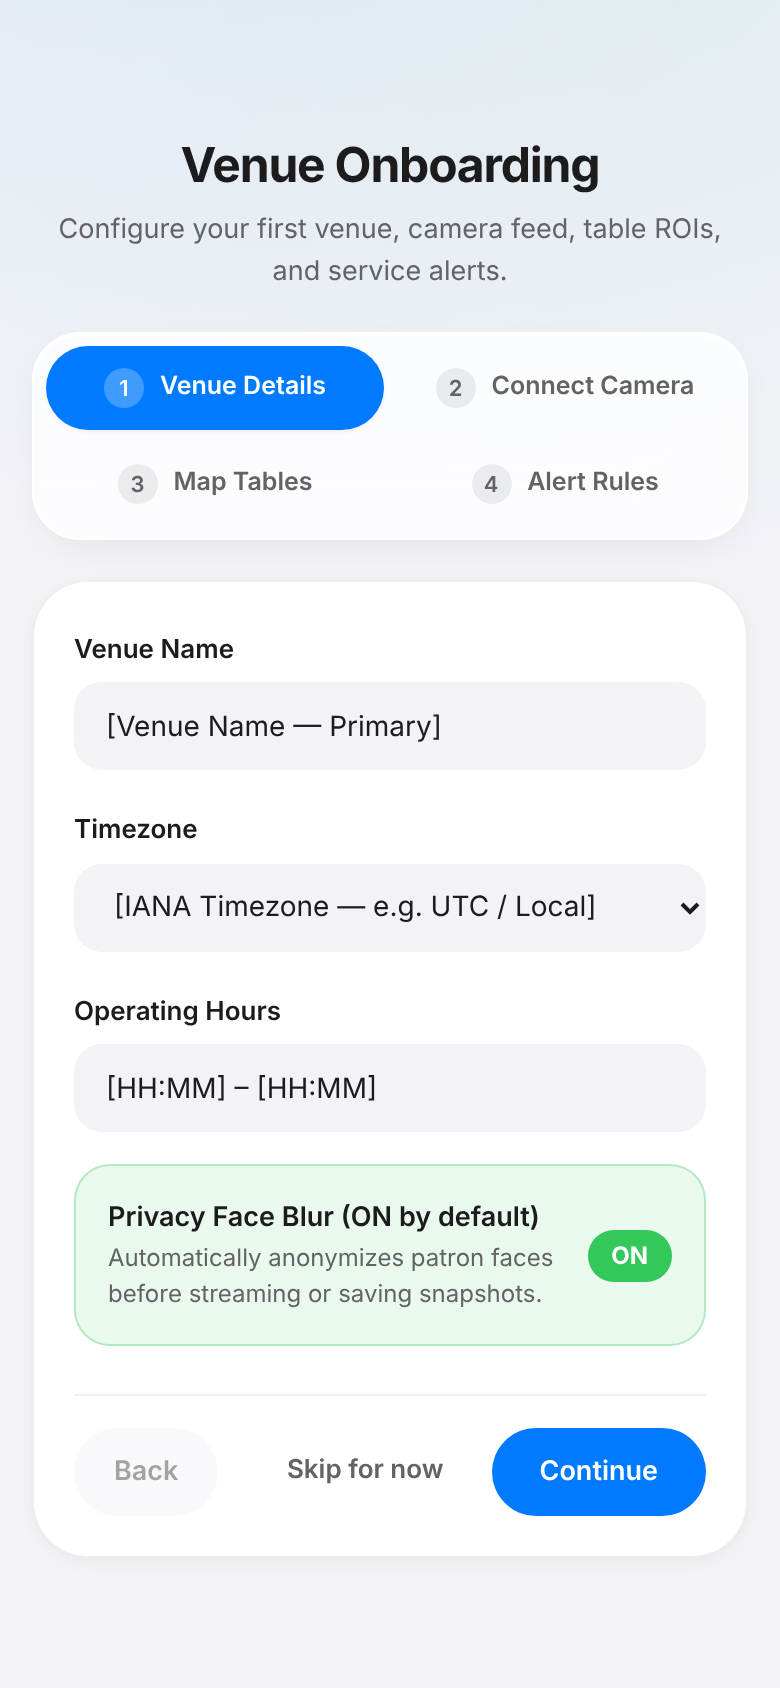 Venue Onboarding
Configure your first venue, camera feed, table ROIs,
and service alerts.
1 Venue Details
2 Connect Camera
3 Map Tables
4 Alert Rules
Venue Name
[Venue Name — Primary]
Timezone
[IANA Timezone — e.g. UTC / Local]
Operating Hours
[HH:MM] – [HH:MM]
Privacy Face Blur (ON by default)
Automatically anonymizes patron faces
before streaming or saving snapshots.
ON
Back
Skip for now
Continue